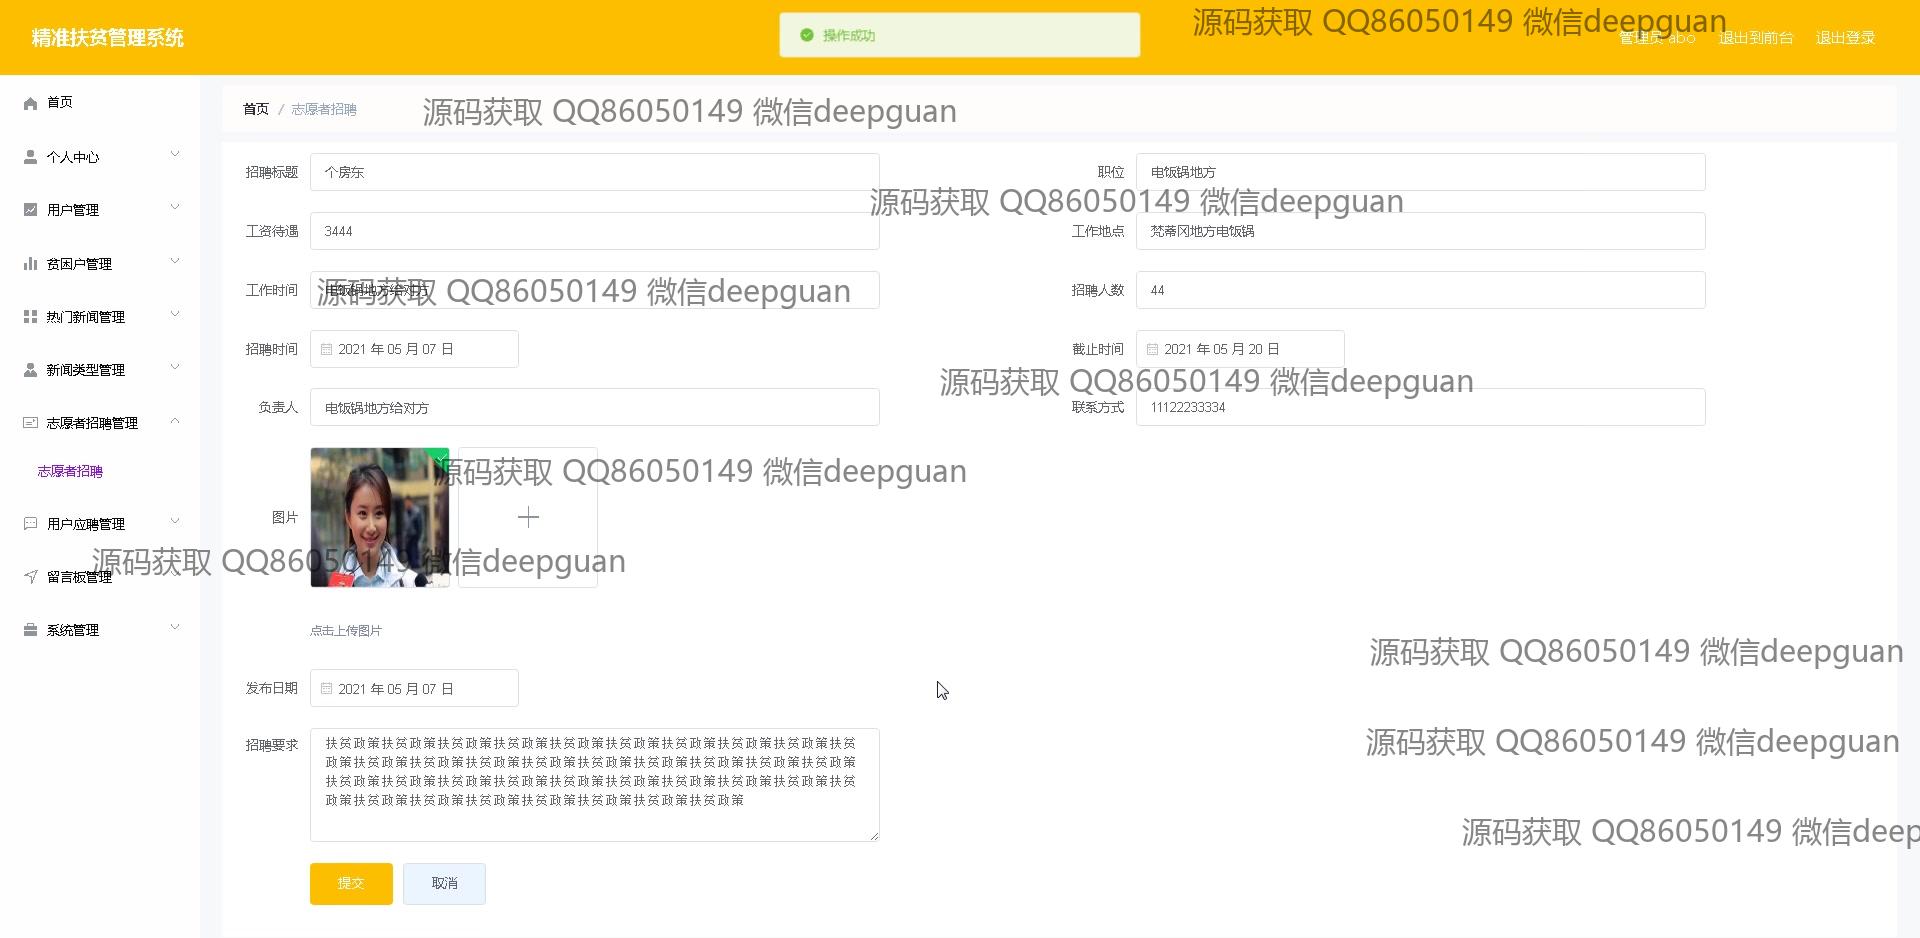 精准扶贫管理系统
操作成功
源码获取 QQ86050149 微信deepguan
管理员 abo
退出到前台
退出登录
首页
个人中心
用户管理
贫困户管理
热门新闻管理
新闻类型管理
志愿者招聘管理
志愿者招聘
用户应聘管理
留言板管理
系统管理
首页 / 志愿者招聘
源码获取 QQ86050149 微信deepguan
招聘标题 个房东
职位 电饭锅地方
源码获取 QQ86050149 微信deepguan
工资待遇 3444
工作地点 梵蒂冈地方电饭锅
工作时间 电饭锅地方给对方
源码获取 QQ86050149 微信deepguan
招聘人数 44
招聘时间 2021 年 05 月 07 日
截止时间 2021 年 05 月 20 日
源码获取 QQ86050149 微信deepguan
负责人 电饭锅地方给对方
联系方式 11122233334
源码获取 QQ86050149 微信deepguan
图片
源码获取 QQ86050149 微信deepguan
点击上传图片
源码获取 QQ86050149 微信deepguan
发布日期 2021 年 05 月 07 日
源码获取 QQ86050149 微信deepguan
招聘要求
扶贫政策扶贫政策扶贫政策扶贫政策扶贫政策扶贫政策扶贫政策扶贫政策扶贫政策扶贫
政策扶贫政策扶贫政策扶贫政策扶贫政策扶贫政策扶贫政策扶贫政策扶贫政策扶贫政策
扶贫政策扶贫政策扶贫政策扶贫政策扶贫政策扶贫政策扶贫政策扶贫政策扶贫政策扶贫
政策扶贫政策扶贫政策扶贫政策扶贫政策扶贫政策扶贫政策扶贫政策
源码获取 QQ86050149 微信deep
提交
取消